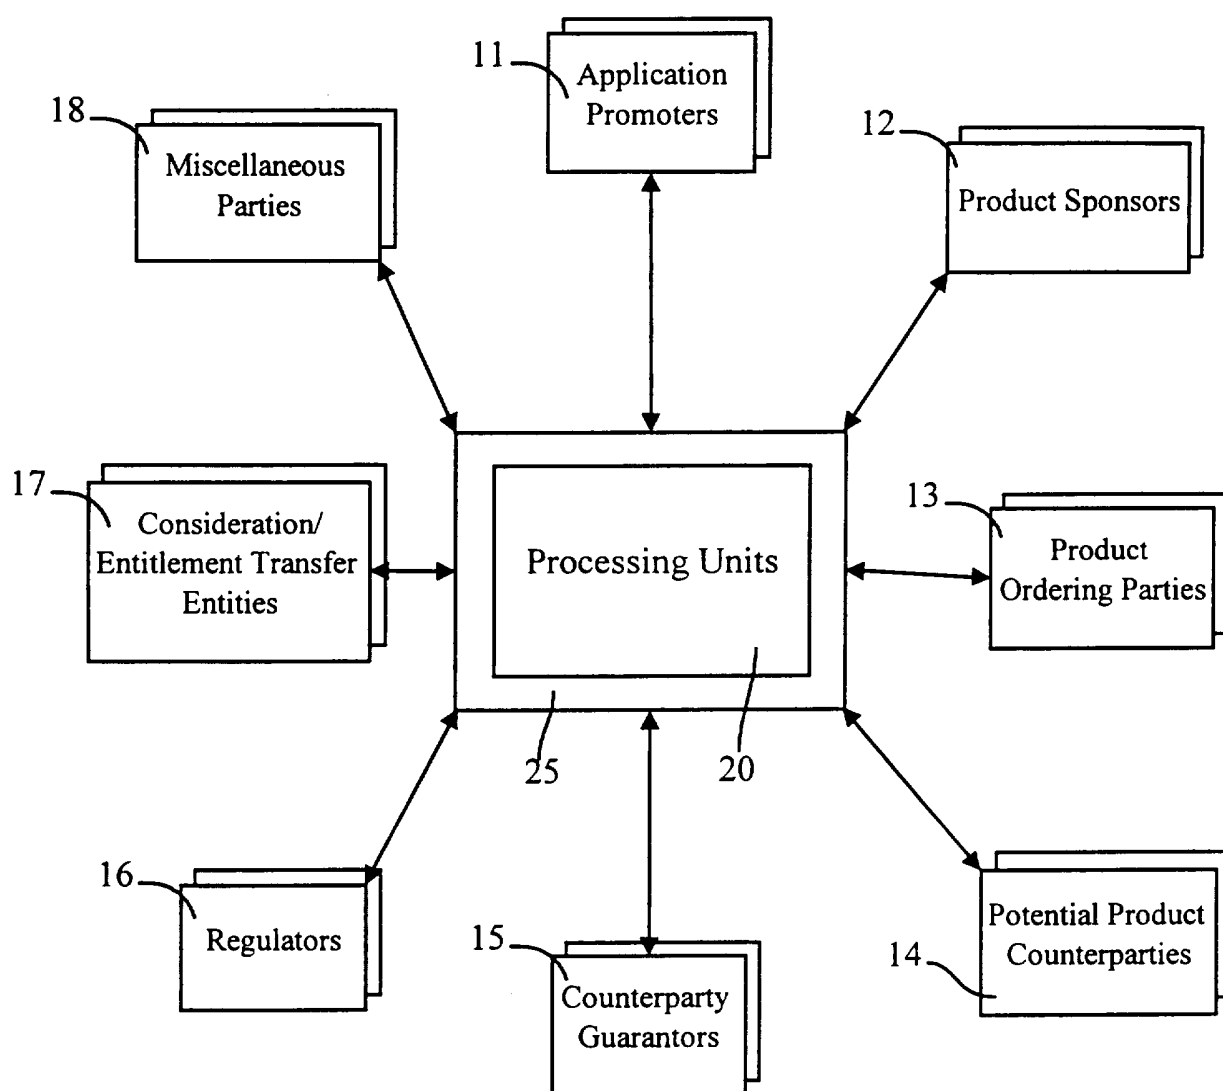 11
Application
Promoters
18
Miscellaneous
Parties
12
Product Sponsors
17
Consideration/
Entitlement Transfer
Entities
Processing Units
13
Product
Ordering Parties
25
20
16
Regulators
15
Counterparty
Guarantors
14
Potential Product
Counterparties